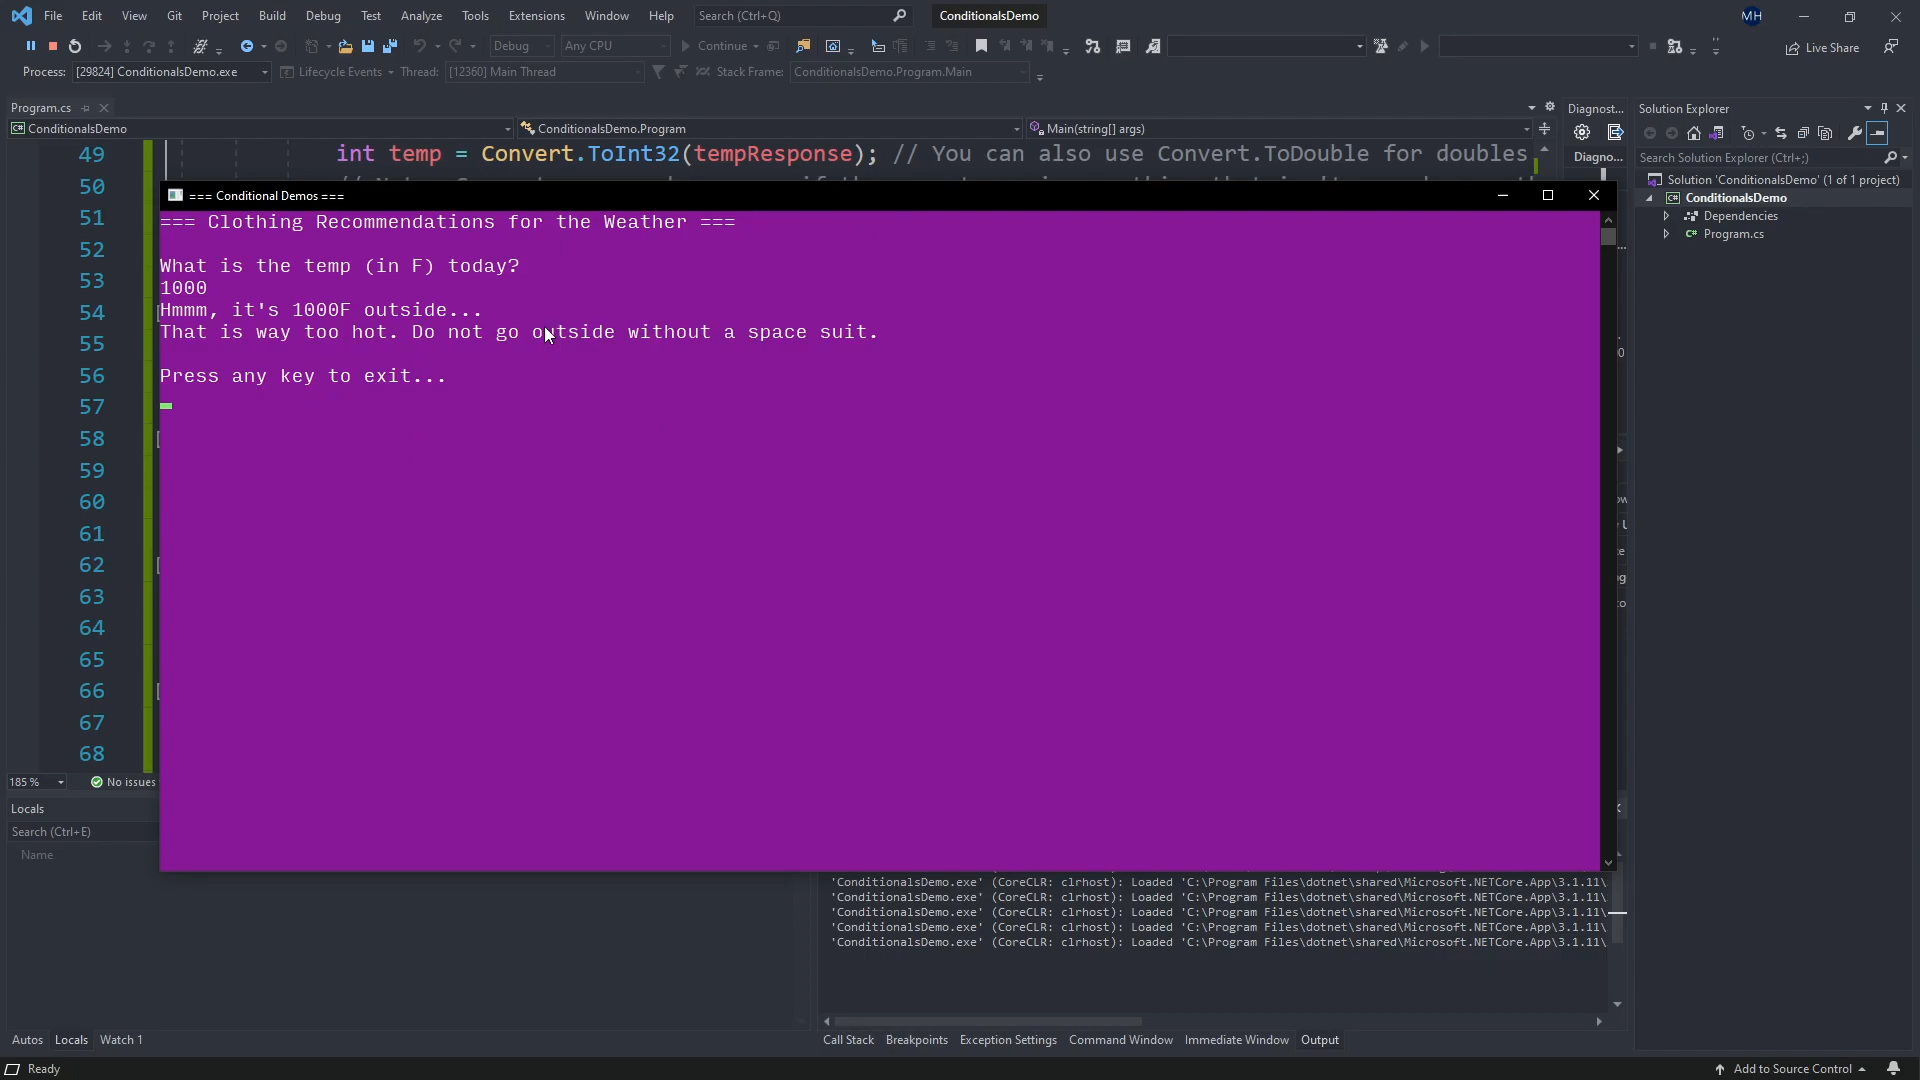 File Edit View Git Project Build Debug Test Analyze Tools Extensions Window Help Search (Ctrl+Q) ConditionalsDemo MH
Debug Any CPU Continue Live Share
Process: [29824] ConditionalsDemo.exe Lifecycle Events Thread: [12360] Main Thread Stack Frame: ConditionalsDemo.Program.Main
Program.cs
ConditionalsDemo ConditionalsDemo.Program Main(string[] args)
49 int temp = Convert.ToInt32(tempResponse); // You can also use Convert.ToDouble for doubles
50
51
52
53
54
55
56
57
58
59
60
61
62
63
64
65
66
67
68
=== Conditional Demos ===
=== Clothing Recommendations for the Weather ===
What is the temp (in F) today?
1000
Hmmm, it's 1000F outside...
That is way too hot. Do not go outside without a space suit.
Press any key to exit...
Diagnost...
Diagno...
Solution Explorer
Search Solution Explorer (Ctrl+;)
Solution 'ConditionalsDemo' (1 of 1 project)
ConditionalsDemo
Dependencies
Program.cs
185 % No issues
Locals
Search (Ctrl+E)
Name
'ConditionalsDemo.exe' (CoreCLR: clrhost): Loaded 'C:\Program Files\dotnet\shared\Microsoft.NETCore.App\3.1.11\
'ConditionalsDemo.exe' (CoreCLR: clrhost): Loaded 'C:\Program Files\dotnet\shared\Microsoft.NETCore.App\3.1.11\
'ConditionalsDemo.exe' (CoreCLR: clrhost): Loaded 'C:\Program Files\dotnet\shared\Microsoft.NETCore.App\3.1.11\
'ConditionalsDemo.exe' (CoreCLR: clrhost): Loaded 'C:\Program Files\dotnet\shared\Microsoft.NETCore.App\3.1.11\
'ConditionalsDemo.exe' (CoreCLR: clrhost): Loaded 'C:\Program Files\dotnet\shared\Microsoft.NETCore.App\3.1.11\
Autos Locals Watch 1
Call Stack Breakpoints Exception Settings Command Window Immediate Window Output
Ready Add to Source Control